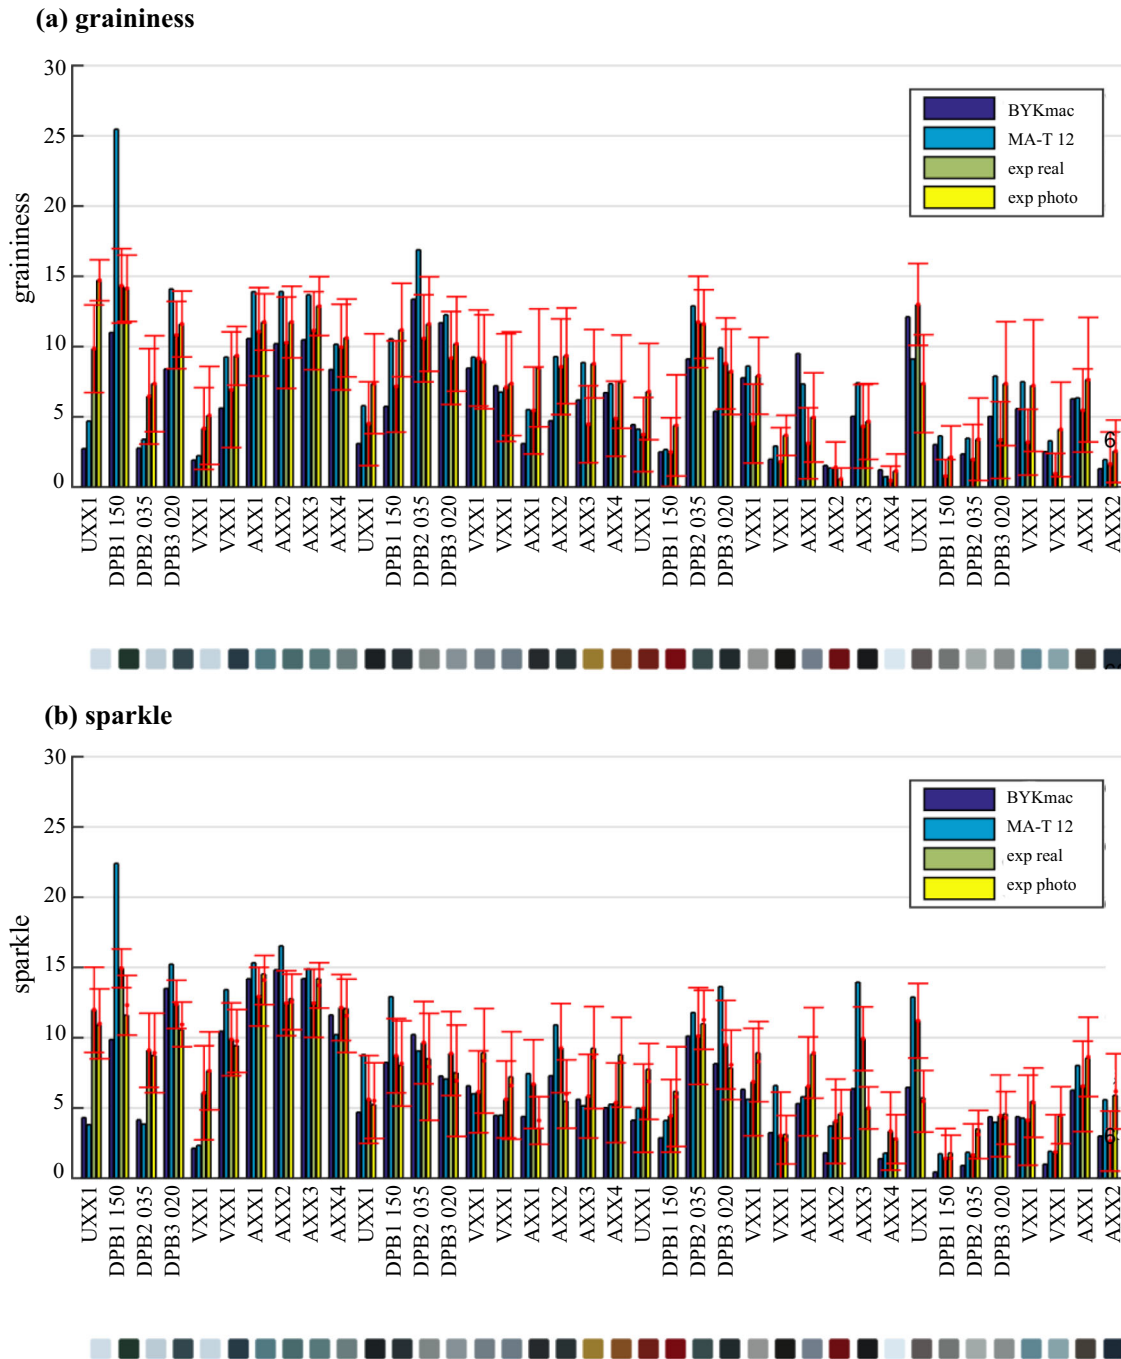 (a) graininess
30
25
20
15
10
5
0
graininess
BYKmac
MA-T 12
exp real
exp photo
6
UXX1
DPB1 150
DPB2 035
DPB3 020
VXX1
VXX1
AXX1
AXX2
AXX3
AXX4
UXX1
DPB1 150
DPB2 035
DPB3 020
VXX1
VXX1
AXX1
AXX2
AXX3
AXX4
UXX1
DPB1 150
DPB2 035
DPB3 020
VXX1
VXX1
AXX1
AXX2
AXX3
AXX4
UXX1
DPB1 150
DPB2 035
DPB3 020
VXX1
VXX1
AXX1
AXX2
(b) sparkle
30
25
20
15
10
5
0
sparkle
BYKmac
MA-T 12
exp real
exp photo
6
UXX1
DPB1 150
DPB2 035
DPB3 020
VXX1
VXX1
AXX1
AXX2
AXX3
AXX4
UXX1
DPB1 150
DPB2 035
DPB3 020
VXX1
VXX1
AXX1
AXX2
AXX3
AXX4
UXX1
DPB1 150
DPB2 035
DPB3 020
VXX1
VXX1
AXX1
AXX2
AXX3
AXX4
UXX1
DPB1 150
DPB2 035
DPB3 020
VXX1
VXX1
AXX1
AXX2